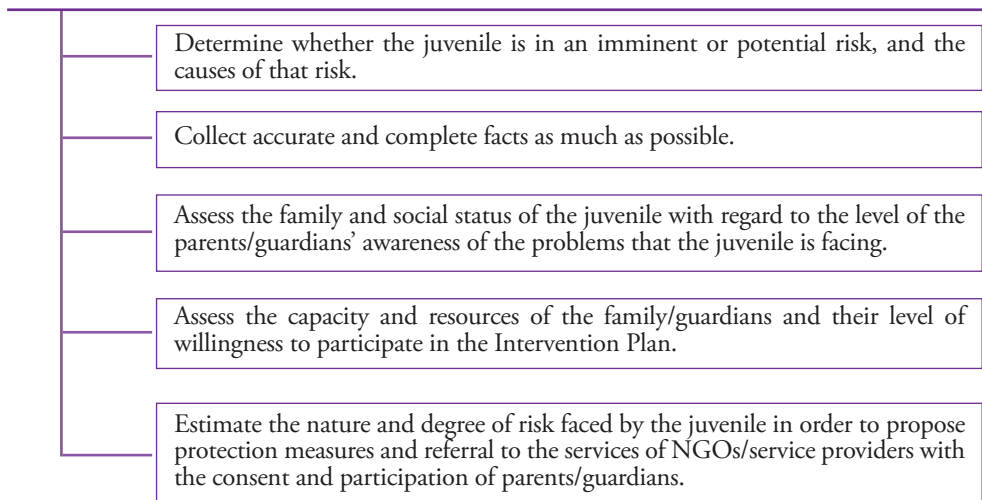 Determine whether the juvenile is in an imminent or potential risk, and the
causes of that risk.
Collect accurate and complete facts as much as possible.
Assess the family and social status of the juvenile with regard to the level of the
parents/guardians’ awareness of the problems that the juvenile is facing.
Assess the capacity and resources of the family/guardians and their level of
willingness to participate in the Intervention Plan.
Estimate the nature and degree of risk faced by the juvenile in order to propose
protection measures and referral to the services of NGOs/service providers with
the consent and participation of parents/guardians.